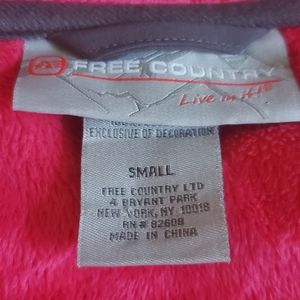 FREE COUNTRY®
Live in it!®
EXCLUSIVE OF DECORATION
SMALL
FREE COUNTRY LTD
4 BRYANT PARK
NEW YORK, NY 10018
RN# 82608
MADE IN CHINA